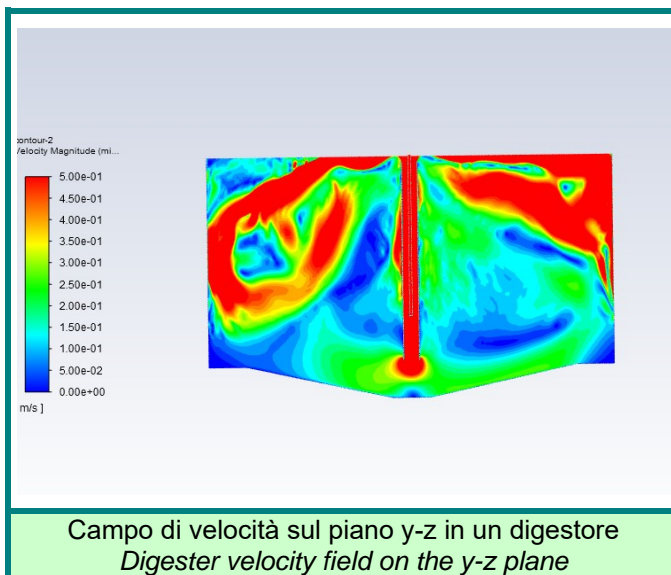 contour-2
Velocity Magnitude (mi...
5.00e-01
4.50e-01
4.00e-01
3.50e-01
3.00e-01
2.50e-01
2.00e-01
1.50e-01
1.00e-01
5.00e-02
0.00e+00
m/s ]
Campo di velocità sul piano y-z in un digestore
Digester velocity field on the y-z plane